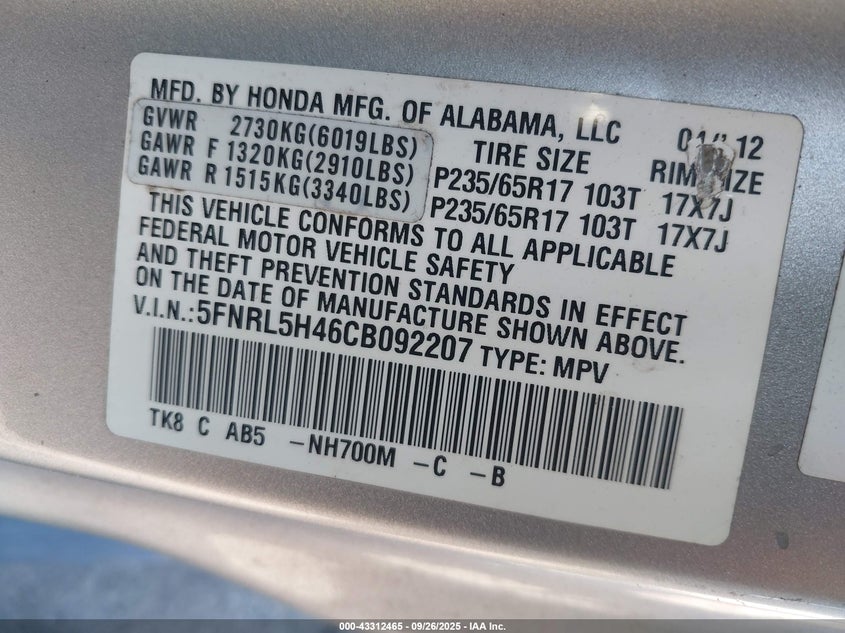 MFD. BY HONDA MFG. OF ALABAMA, LLC 12
GVWR 2730KG(6019LBS) TIRE SIZE
GAWR F 1320KG(2910LBS) P235/65R17 103T 17X7J
GAWR R 1515KG(3340LBS) P235/65R17 103T 17X7J
THIS VEHICLE CONFORMS TO ALL APPLICABLE
FEDERAL MOTOR VEHICLE SAFETY
AND THEFT PREVENTION STANDARDS IN EFFECT
ON THE DATE OF MANUFACTURE SHOWN ABOVE.
V.I.N.:5FNRL5H46CB092207 TYPE: MPV
TK8 C AB5 -NH700M -C -B
000-43312465 - 09/26/2025 - IAA Inc.